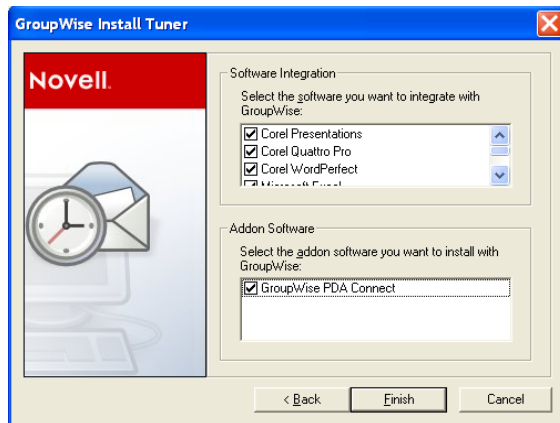 GroupWise Install Tuner
Novell.
Software Integration
Select the software you want to integrate with
GroupWise:
Corel Presentations
Corel Quattro Pro
Corel WordPerfect
Microsoft Excel
Addon Software
Select the addon software you want to install with
GroupWise:
GroupWise PDA Connect
< Back
Finish
Cancel